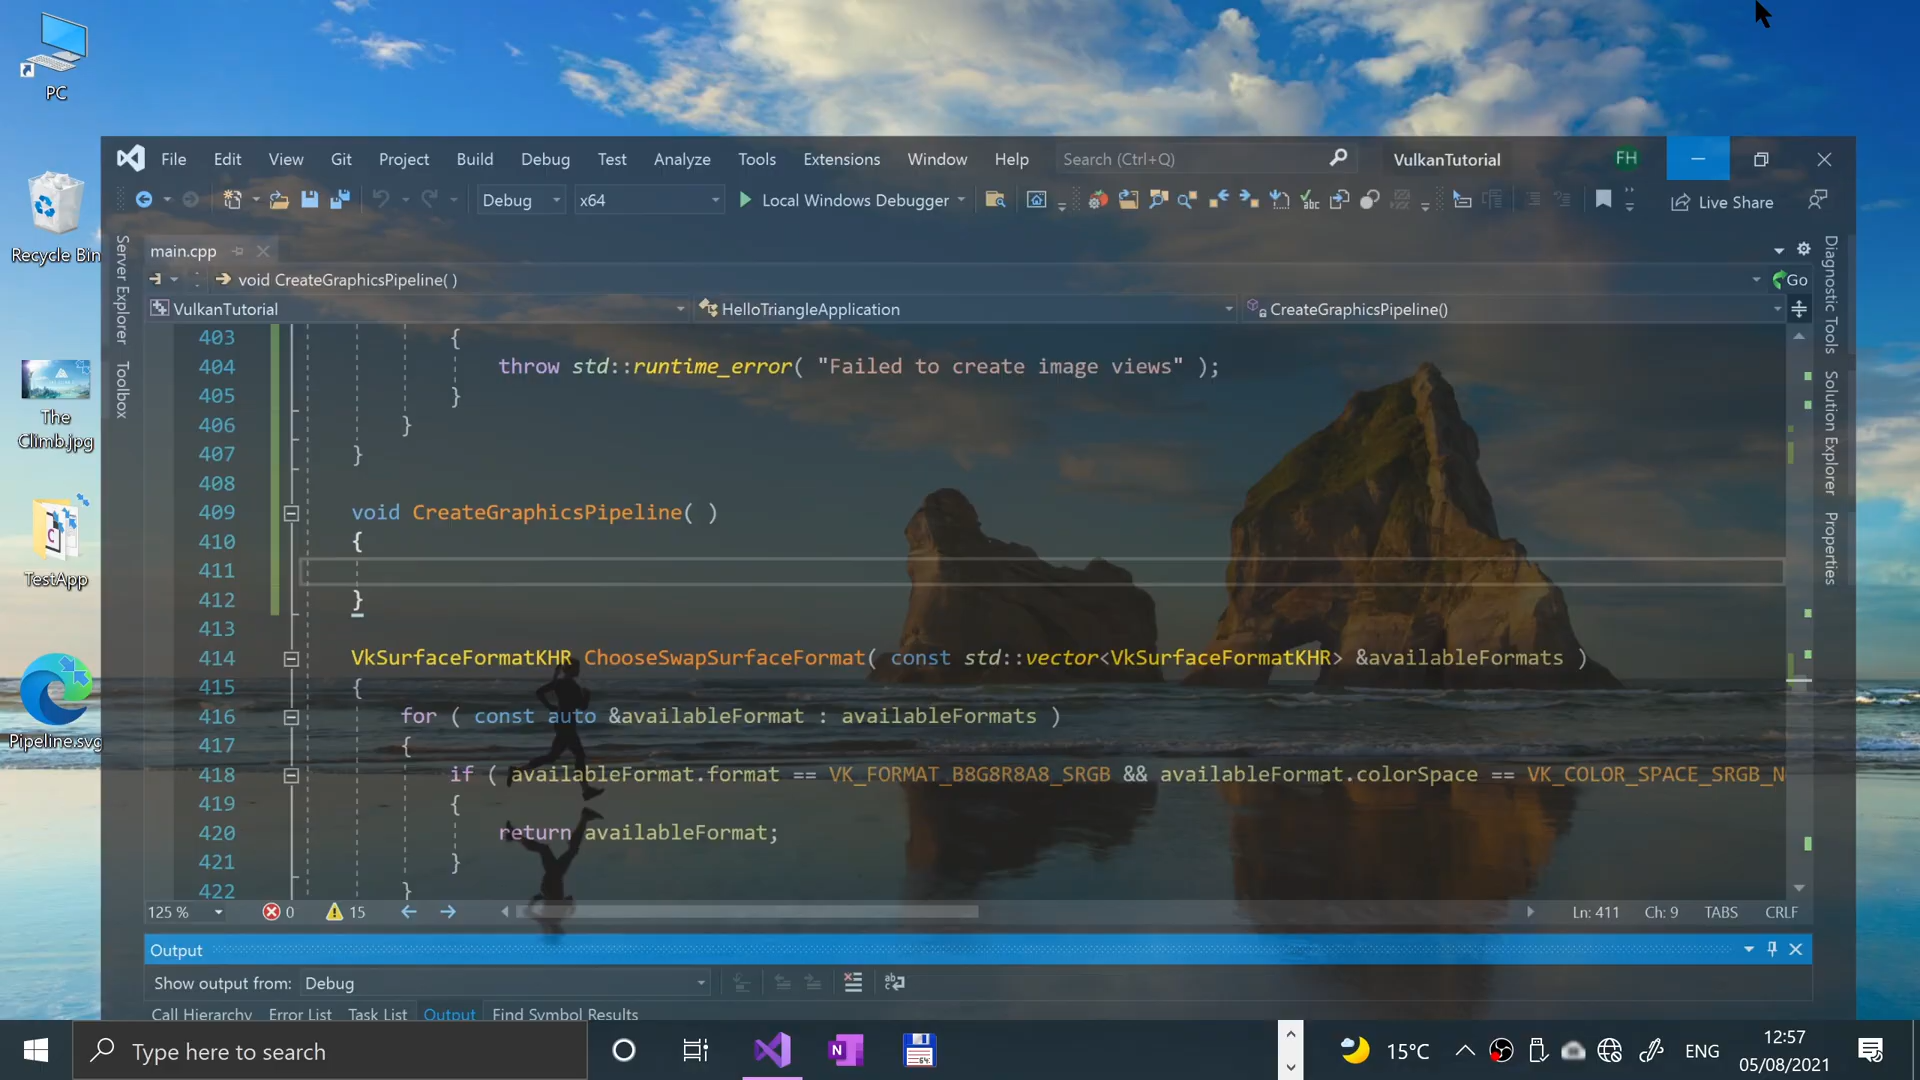 PC
Recycle Bin
The
Climb.jpg
TestApp
Pipeline.svg
File Edit View Git Project Build Debug Test Analyze Tools Extensions Window Help Search (Ctrl+Q) VulkanTutorial FH
Debug x64 Local Windows Debugger Live Share
Server Explorer
Toolbox
main.cpp
void CreateGraphicsPipeline( ) Go
VulkanTutorial HelloTriangleApplication CreateGraphicsPipeline()
403 {
404 throw std::runtime_error( "Failed to create image views" );
405 }
406 }
407 }
408
409 void CreateGraphicsPipeline( )
410 {
411
412 }
413
414 VkSurfaceFormatKHR ChooseSwapSurfaceFormat( const std::vector<VkSurfaceFormatKHR> &availableFormats )
415 {
416 for ( const auto &availableFormat : availableFormats )
417 {
418 if ( availableFormat.format == VK_FORMAT_B8G8R8A8_SRGB && availableFormat.colorSpace == VK_COLOR_SPACE_SRGB_N
419 {
420 return availableFormat;
421 }
422 }
Diagnostic Tools
Solution Explorer
Properties
125 % 0 15 Ln: 411 Ch: 9 TABS CRLF
Output
Show output from: Debug
Call Hierarchy Error List Task List Output Find Symbol Results
Type here to search 15°C ENG 12:57
05/08/2021